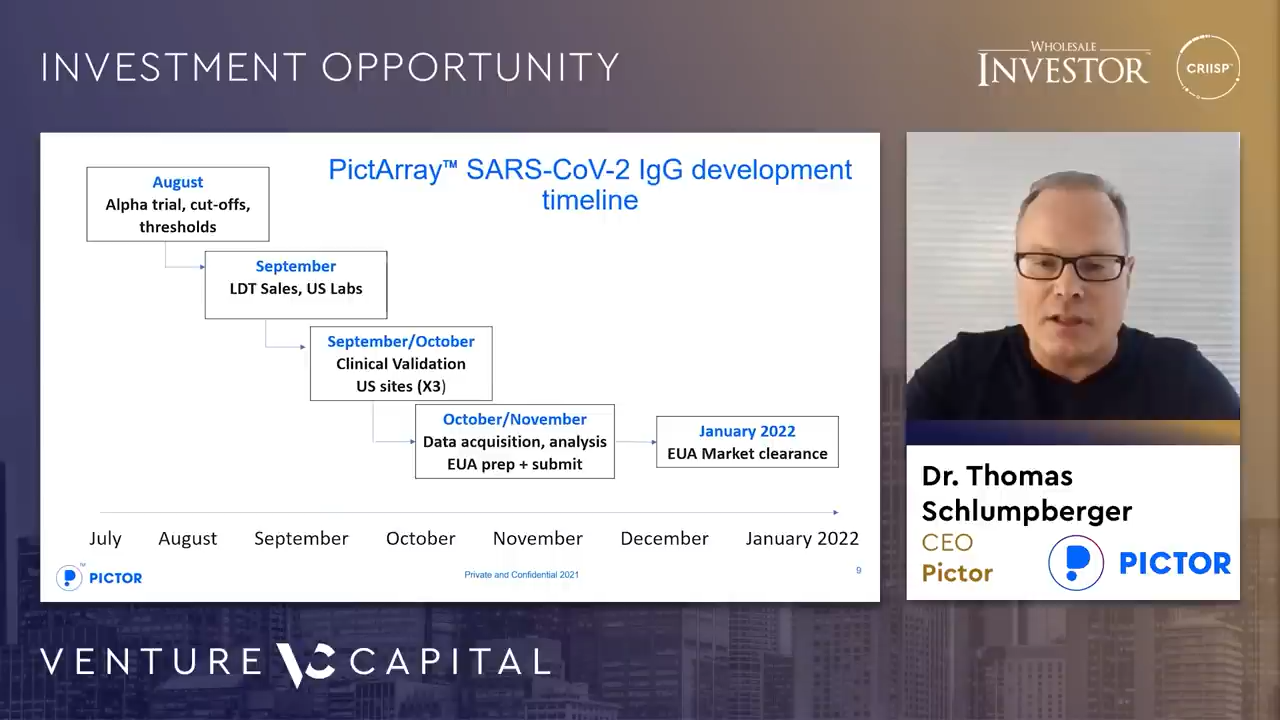 INVESTMENT OPPORTUNITY
WHOLESALE
INVESTOR
CRIISP™
PictArray™ SARS-CoV-2 IgG development
timeline
August
Alpha trial, cut-offs,
thresholds
September
LDT Sales, US Labs
September/October
Clinical Validation
US sites (X3)
October/November
Data acquisition, analysis
EUA prep + submit
January 2022
EUA Market clearance
July August September October November December January 2022
PICTOR
TM
Private and Confidential 2021
9
Dr. Thomas
Schlumpberger
CEO
Pictor
PICTOR
VENTURE VC CAPITAL